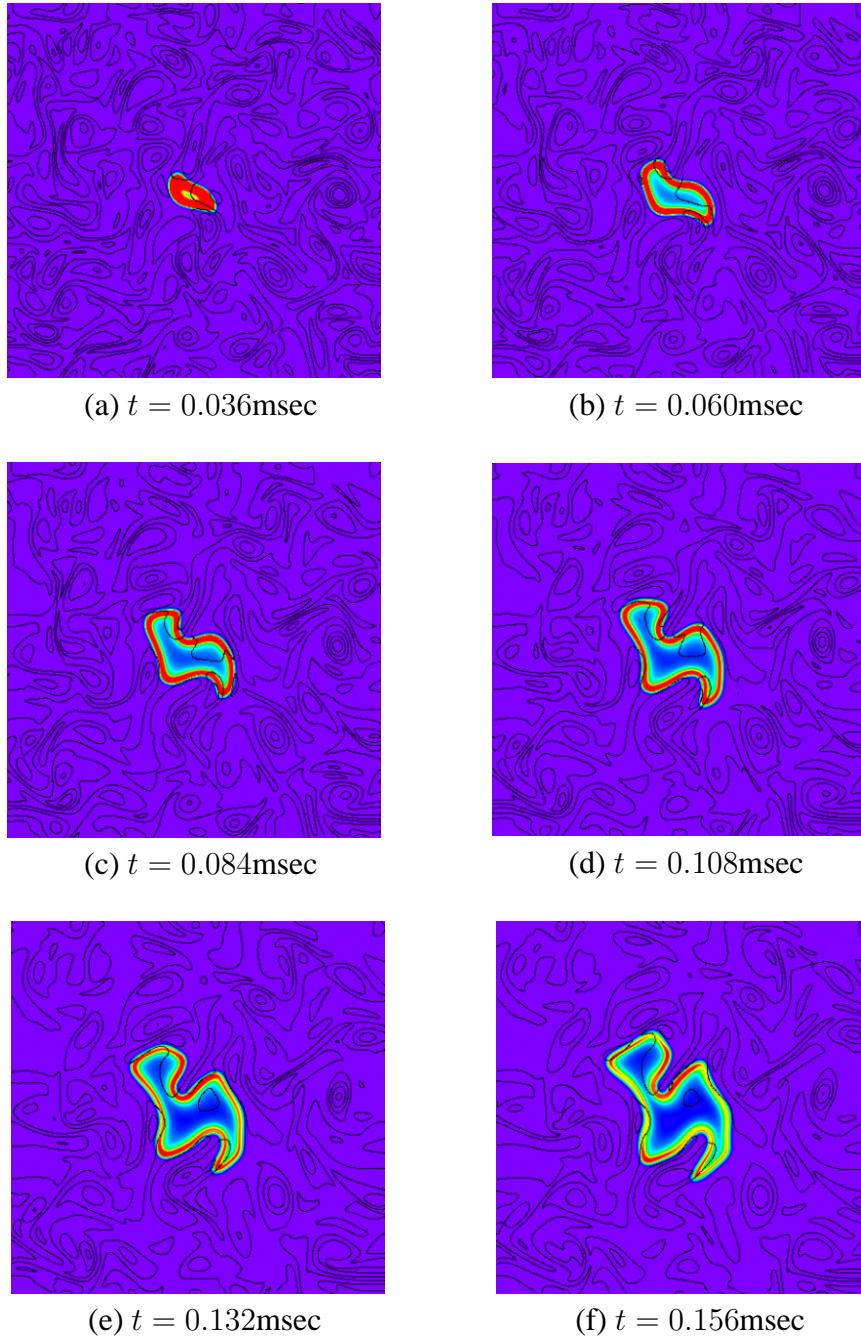 (a) t = 0.036msec
(b) t = 0.060msec
(c) t = 0.084msec
(d) t = 0.108msec
(e) t = 0.132msec
(f) t = 0.156msec